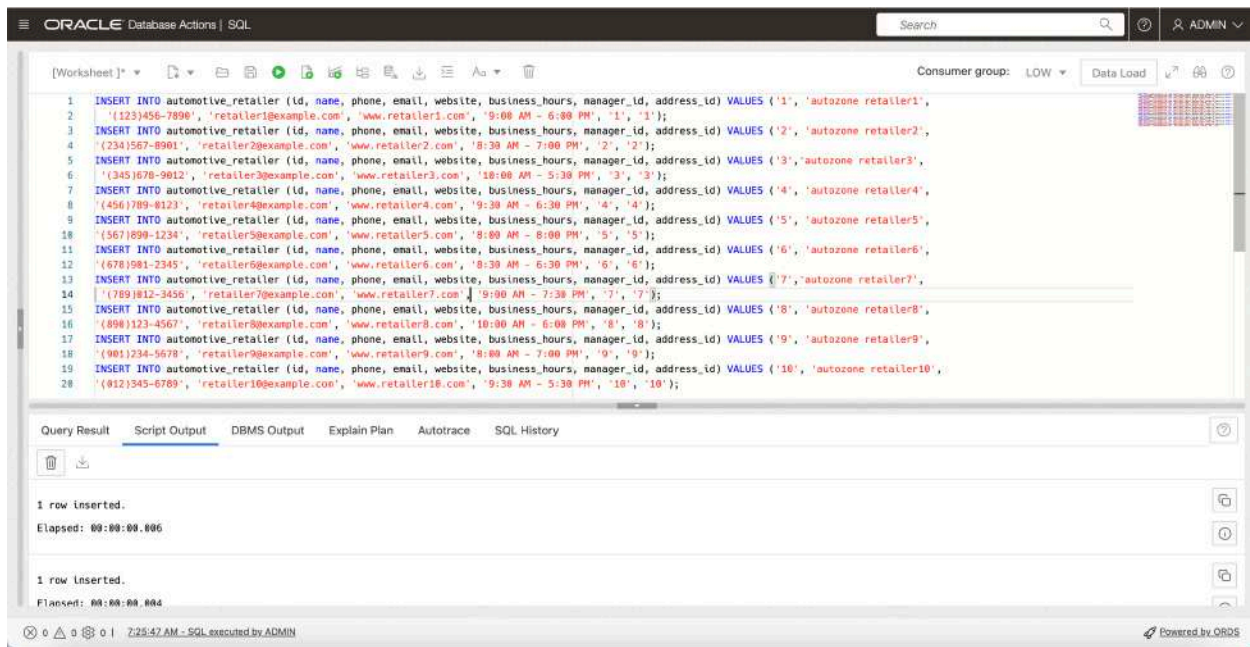 ORACLE Database Actions | SQL
Search
ADMIN
[Worksheet]*
Aa
Consumer group: LOW
Data Load
1 INSERT INTO automotive_retailer (id, name, phone, email, website, business_hours, manager_id, address_id) VALUES ('1', 'autozone retailer1',
2 '(123)456-7890', 'retailer1@example.com', 'www.retailer1.com', '9:00 AM - 6:00 PM', '1', '1');
3 INSERT INTO automotive_retailer (id, name, phone, email, website, business_hours, manager_id, address_id) VALUES ('2', 'autozone retailer2',
4 '(234)567-8901', 'retailer2@example.com', 'www.retailer2.com', '8:30 AM - 7:00 PM', '2', '2');
5 INSERT INTO automotive_retailer (id, name, phone, email, website, business_hours, manager_id, address_id) VALUES ('3','autozone retailer3',
6 '(345)678-9012', 'retailer3@example.com', 'www.retailer3.com', '10:00 AM - 5:30 PM', '3', '3');
7 INSERT INTO automotive_retailer (id, name, phone, email, website, business_hours, manager_id, address_id) VALUES ('4', 'autozone retailer4',
8 '(456)789-0123', 'retailer4@example.com', 'www.retailer4.com', '9:30 AM - 6:30 PM', '4', '4');
9 INSERT INTO automotive_retailer (id, name, phone, email, website, business_hours, manager_id, address_id) VALUES ('5', 'autozone retailer5',
10 '(567)890-1234', 'retailer5@example.com', 'www.retailer5.com', '8:00 AM - 8:00 PM', '5', '5');
11 INSERT INTO automotive_retailer (id, name, phone, email, website, business_hours, manager_id, address_id) VALUES ('6', 'autozone retailer6',
12 '(678)901-2345', 'retailer6@example.com', 'www.retailer6.com', '8:30 AM - 6:30 PM', '6', '6');
13 INSERT INTO automotive_retailer (id, name, phone, email, website, business_hours, manager_id, address_id) VALUES ('7','autozone retailer7',
14 '(789)012-3456', 'retailer7@example.com', 'www.retailer7.com', '9:00 AM - 7:30 PM', '7', '7');
15 INSERT INTO automotive_retailer (id, name, phone, email, website, business_hours, manager_id, address_id) VALUES ('8', 'autozone retailer8',
16 '(890)123-4567', 'retailer8@example.com', 'www.retailer8.com', '10:00 AM - 6:00 PM', '8', '8');
17 INSERT INTO automotive_retailer (id, name, phone, email, website, business_hours, manager_id, address_id) VALUES ('9', 'autozone retailer9',
18 '(901)234-5678', 'retailer9@example.com', 'www.retailer9.com', '8:00 AM - 7:00 PM', '9', '9');
19 INSERT INTO automotive_retailer (id, name, phone, email, website, business_hours, manager_id, address_id) VALUES ('10', 'autozone retailer10',
20 '(012)345-6789', 'retailer10@example.com', 'www.retailer10.com', '9:30 AM - 5:30 PM', '10', '10');
Query Result Script Output DBMS Output Explain Plan Autotrace SQL History
1 row inserted.
Elapsed: 00:00:00.006
1 row inserted.
Elapsed: 00:00:00.004
0 0 0 | 7:25:47 AM - SQL executed by ADMIN
Powered by ORDS